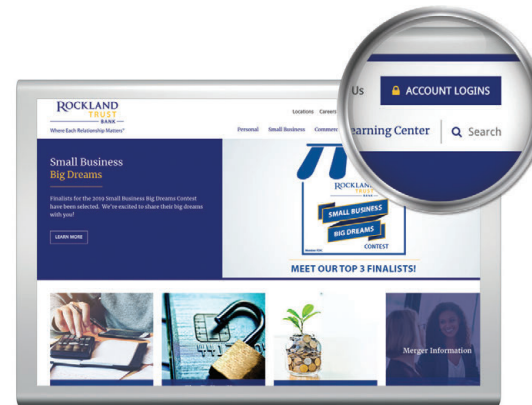 Us
ACCOUNT LOGINS
Learning Center
Search
ROCKLAND
TRUST
BANK
Where Each Relationship Matters®
Locations Careers
Personal Small Business
Small Business
Big Dreams
Finalists for the 2019 Small Business Big Dreams Contest
have been selected. We're excited to share their big dreams
with you!
LEARN MORE
ROCKLAND
TRUST
SMALL BUSINESS
BIG DREAMS
CONTEST
Member FDIC
MEET OUR TOP 3 FINALISTS!
Merger Information